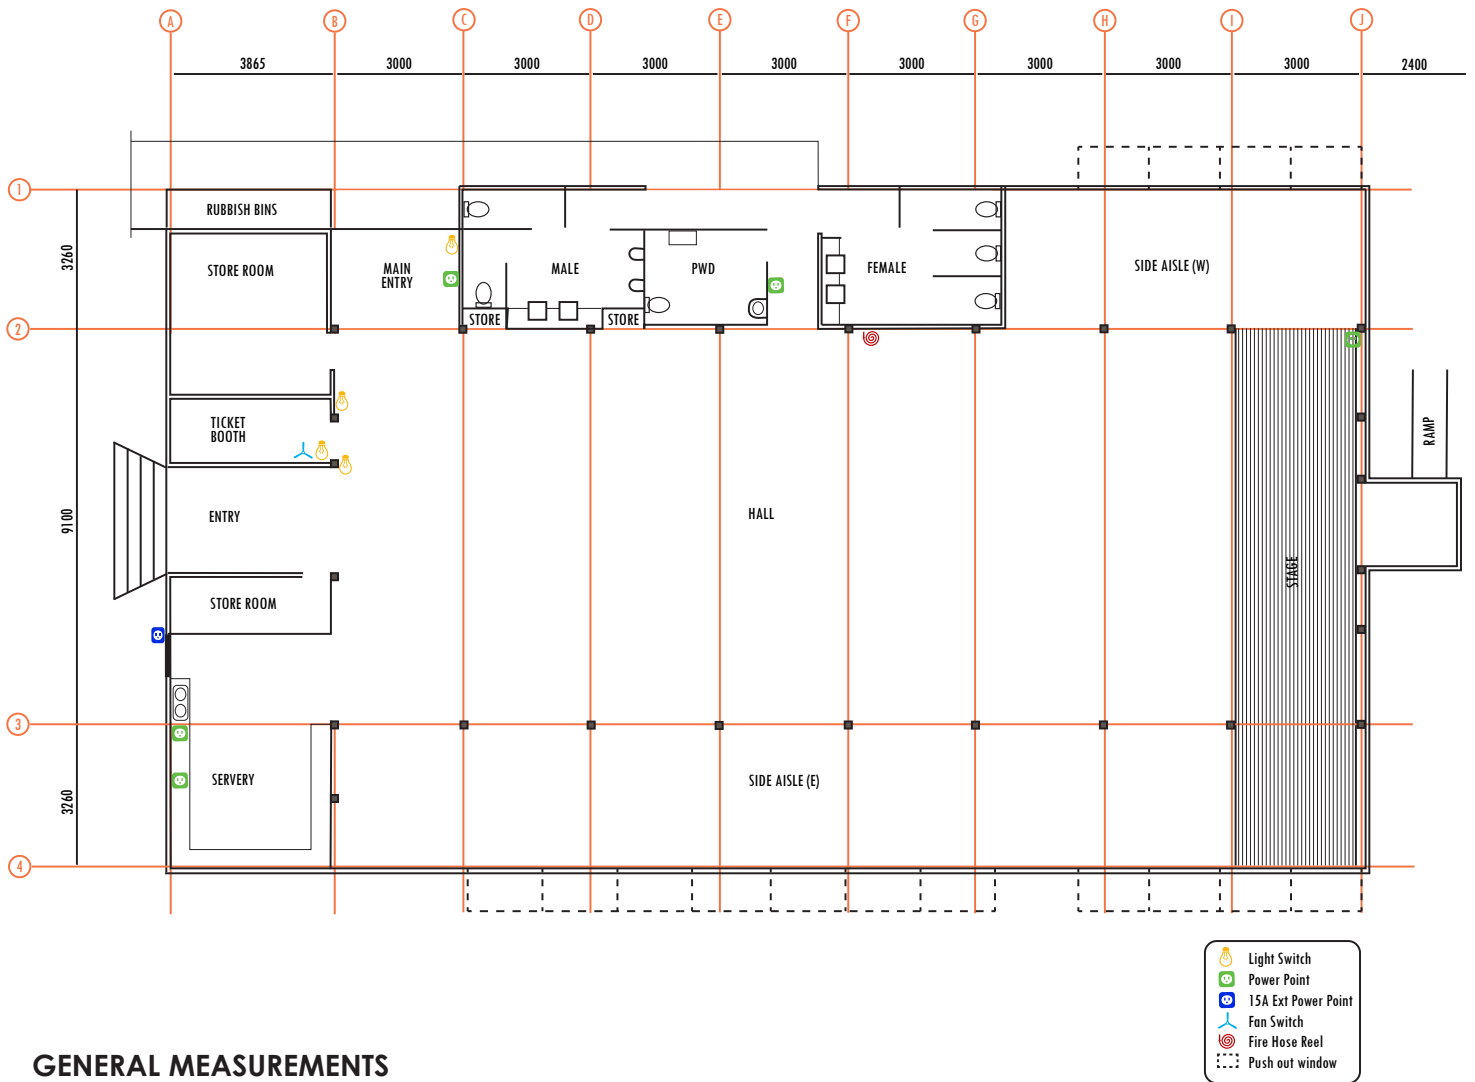 A B C D E F G H I J
3865 3000 3000 3000 3000 3000 3000 3000 3000 2400
1
RUBBISH BINS
3260
STORE ROOM
MAIN
ENTRY
MALE
PWD
FEMALE
SIDE AISLE (W)
STORE
STORE
2
TICKET
BOOTH
RAMP
ENTRY
9100
HALL
STAGE
STORE ROOM
3
SERVERY
SIDE AISLE (E)
3260
4
Light Switch
Power Point
15A Ext Power Point
Fan Switch
Fire Hose Reel
Push out window
GENERAL MEASUREMENTS